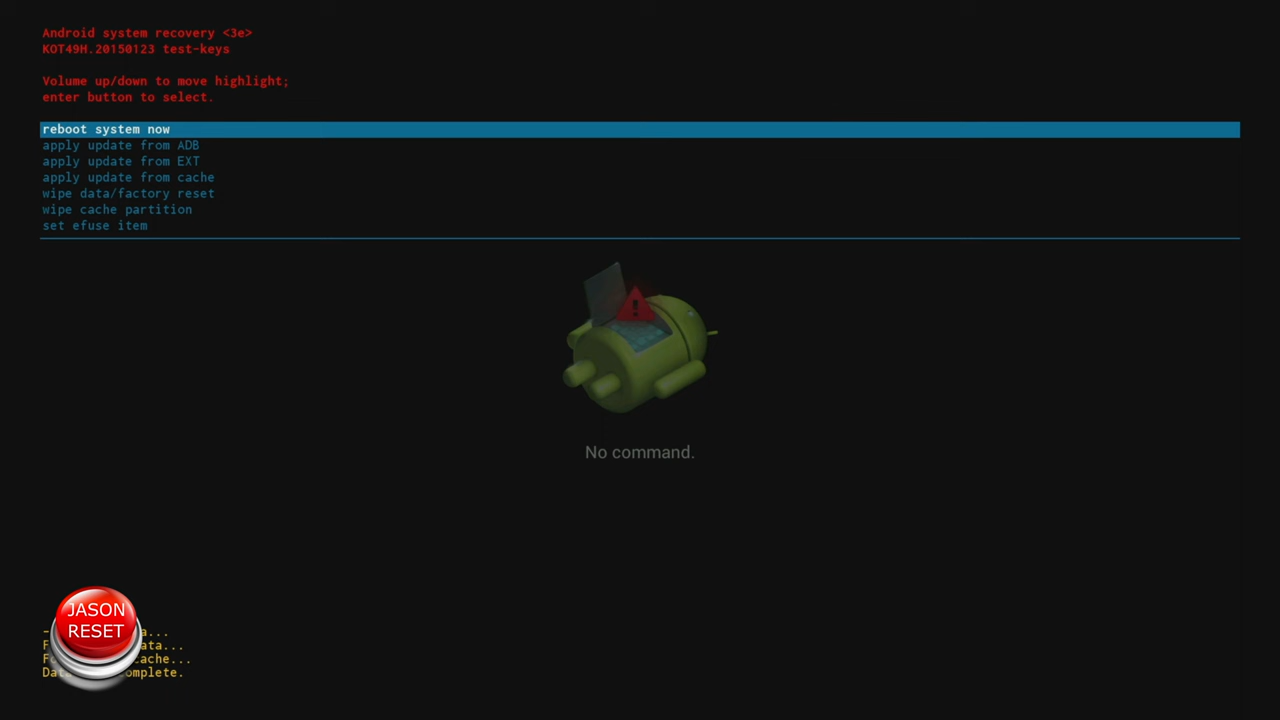 Android system recovery <3e>
KOT49H.20150123 test-keys
Volume up/down to move highlight;
enter button to select.
reboot system now
apply update from ADB
apply update from EXT
apply update from cache
wipe data/factory reset
wipe cache partition
set efuse item
No command.
JASON
RESET